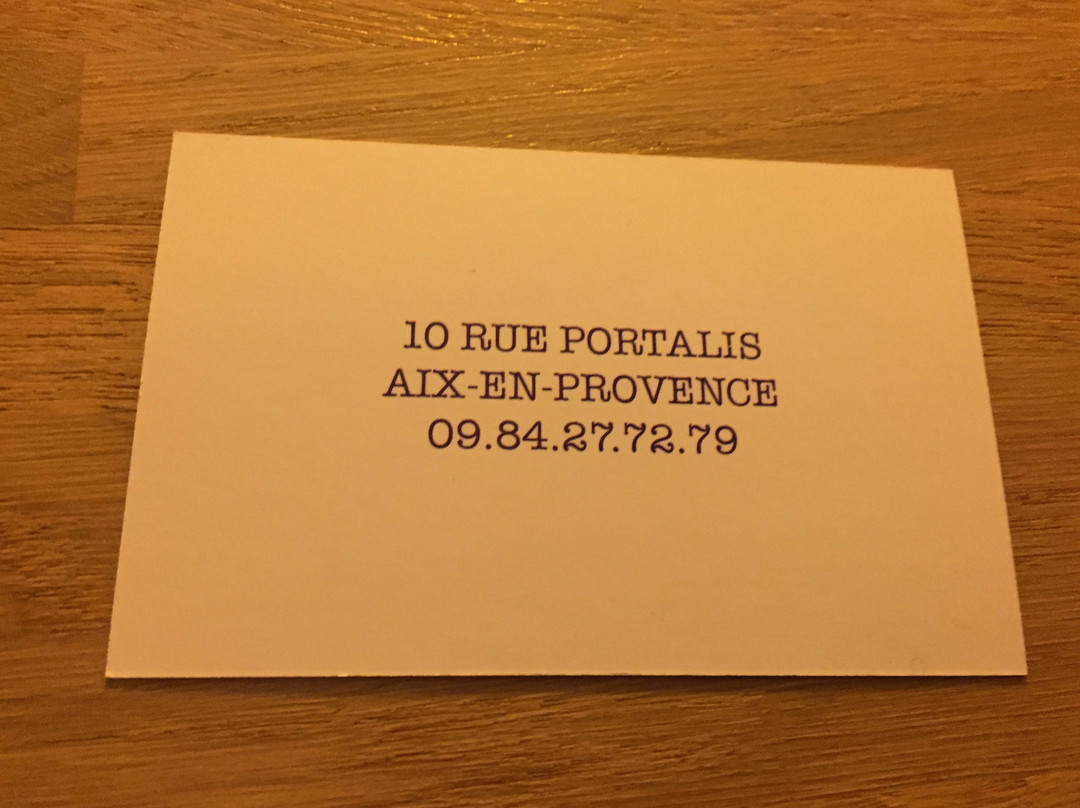 10 RUE PORTALIS
AIX-EN-PROVENCE
09.84.27.72.79